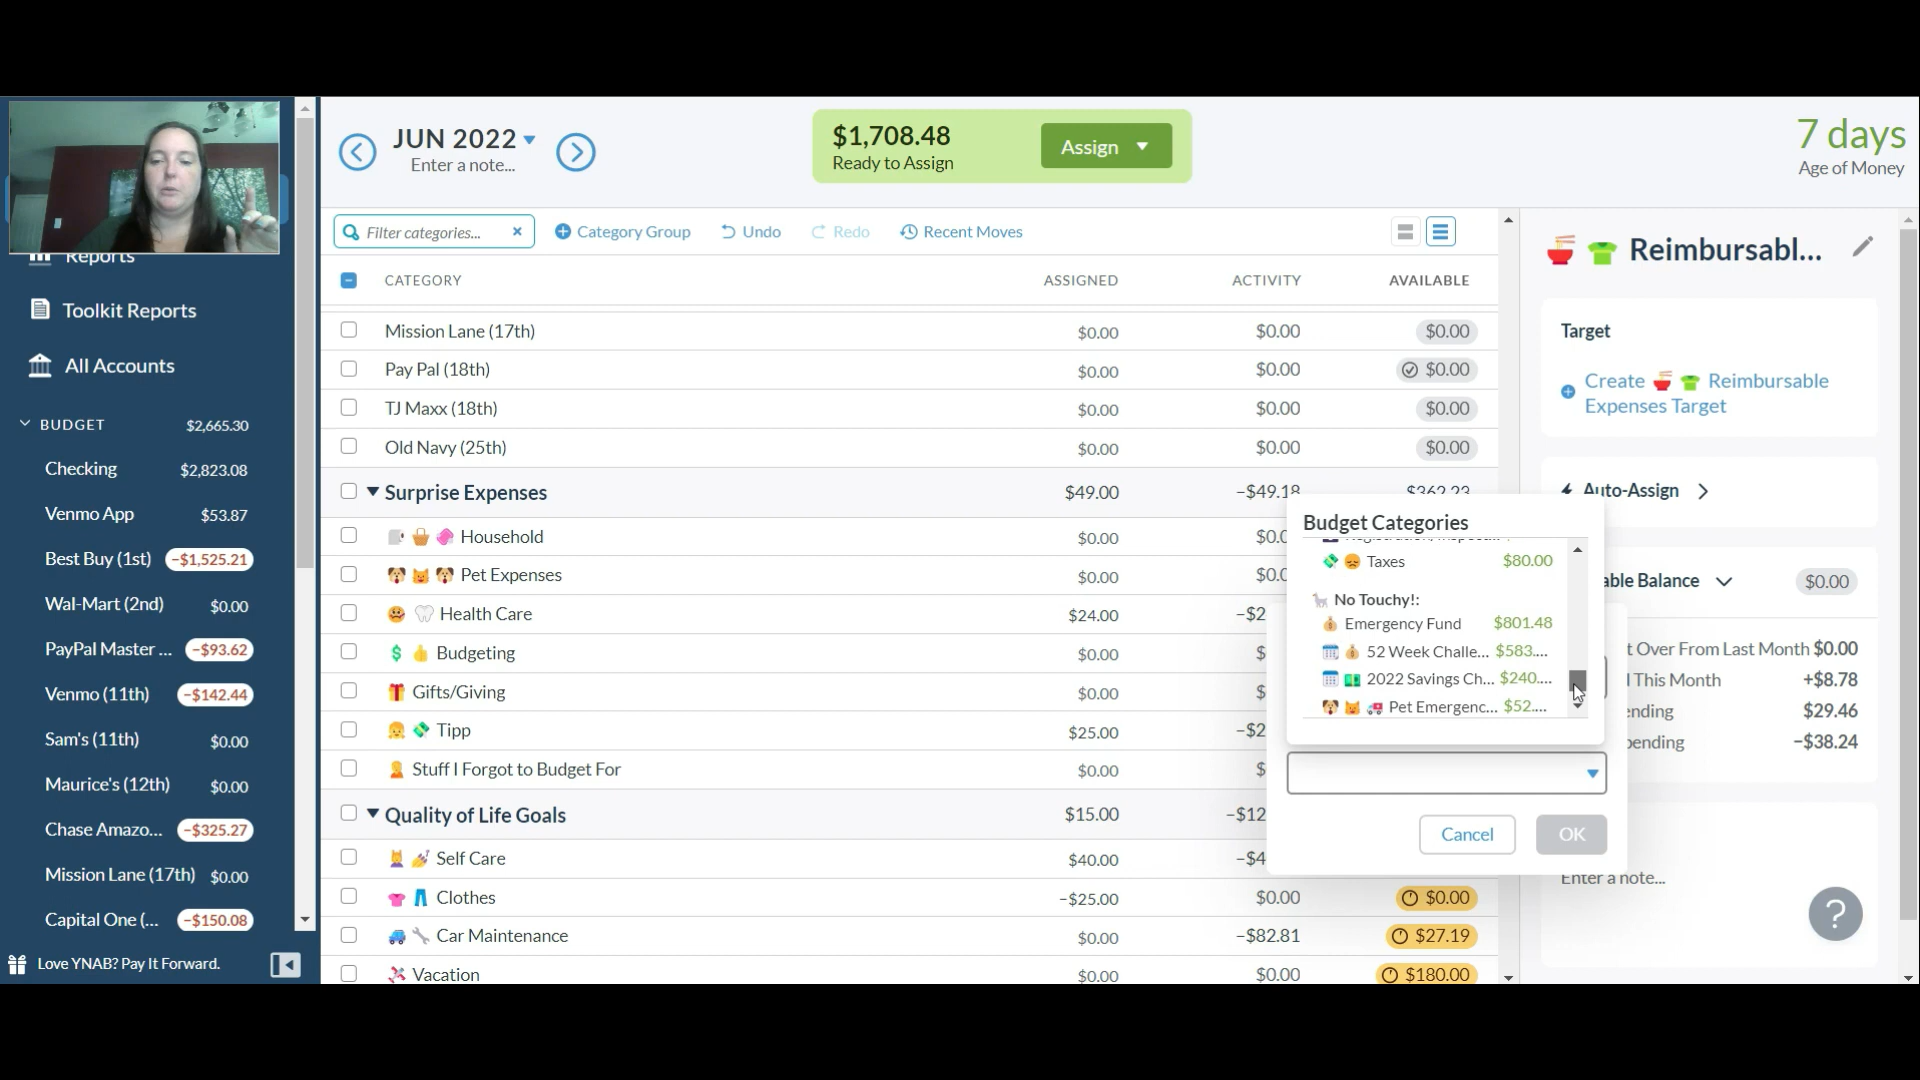 Reports
Toolkit Reports
All Accounts
BUDGET $2,665.30
Checking $2,823.08
Venmo App $53.87
Best Buy (1st) −$1,525.21
Wal-Mart (2nd) $0.00
PayPal Master ... −$93.62
Venmo (11th) −$142.44
Sam's (11th) $0.00
Maurice's (12th) $0.00
Chase Amazo... −$325.27
Mission Lane (17th) $0.00
Capital One (... −$150.08
Love YNAB? Pay It Forward.
JUN 2022
Enter a note...
$1,708.48
Ready to Assign
Assign
7 days
Age of Money
Filter categories...
Category Group
Undo
Redo
Recent Moves
CATEGORY ASSIGNED ACTIVITY AVAILABLE
Mission Lane (17th) $0.00 $0.00 $0.00
Pay Pal (18th) $0.00 $0.00 $0.00
TJ Maxx (18th) $0.00 $0.00 $0.00
Old Navy (25th) $0.00 $0.00 $0.00
Surprise Expenses $49.00 −$49.18 $362.23
Household $0.00
Pet Expenses $0.00
Health Care $24.00
Budgeting $0.00
Gifts/Giving $0.00
Tipp $25.00
Stuff I Forgot to Budget For $0.00
Quality of Life Goals $15.00
Self Care $40.00
Clothes −$25.00 $0.00 $0.00
Car Maintenance $0.00 −$82.81 $27.19
Vacation $0.00 $0.00 $180.00
Budget Categories
Taxes $80.00
No Touchy!:
Emergency Fund $801.48
52 Week Challe... $583....
2022 Savings Ch... $240....
Pet Emergenc... $52....
Cancel
OK
Reimbursabl...
Target
Create Reimbursable
Expenses Target
Auto-Assign
able Balance $0.00
t Over From Last Month $0.00
This Month +$8.78
ending $29.46
pending −$38.24
Enter a note...
?